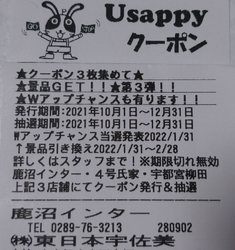 Usappy
クーポン
★クーポン3枚集めて★
★景品GET!!★第3弾!!
★Wアップチャンスも有ります!!
発行期間:2021年10月1日~12月31日
抽選期間:2021年10月1日~12月31日
Wアップチャンス当選発表2022/1/31
↑景品引き換え2022/1/31~2/28
詳しくはスタッフまで!※期限切れ無効
鹿沼インター・4号氏家・宇都宮柳田
上記3店舗にてクーポン発行&抽選
鹿沼インター
TEL 0289-76-3213 280902
㈱東日本宇佐美